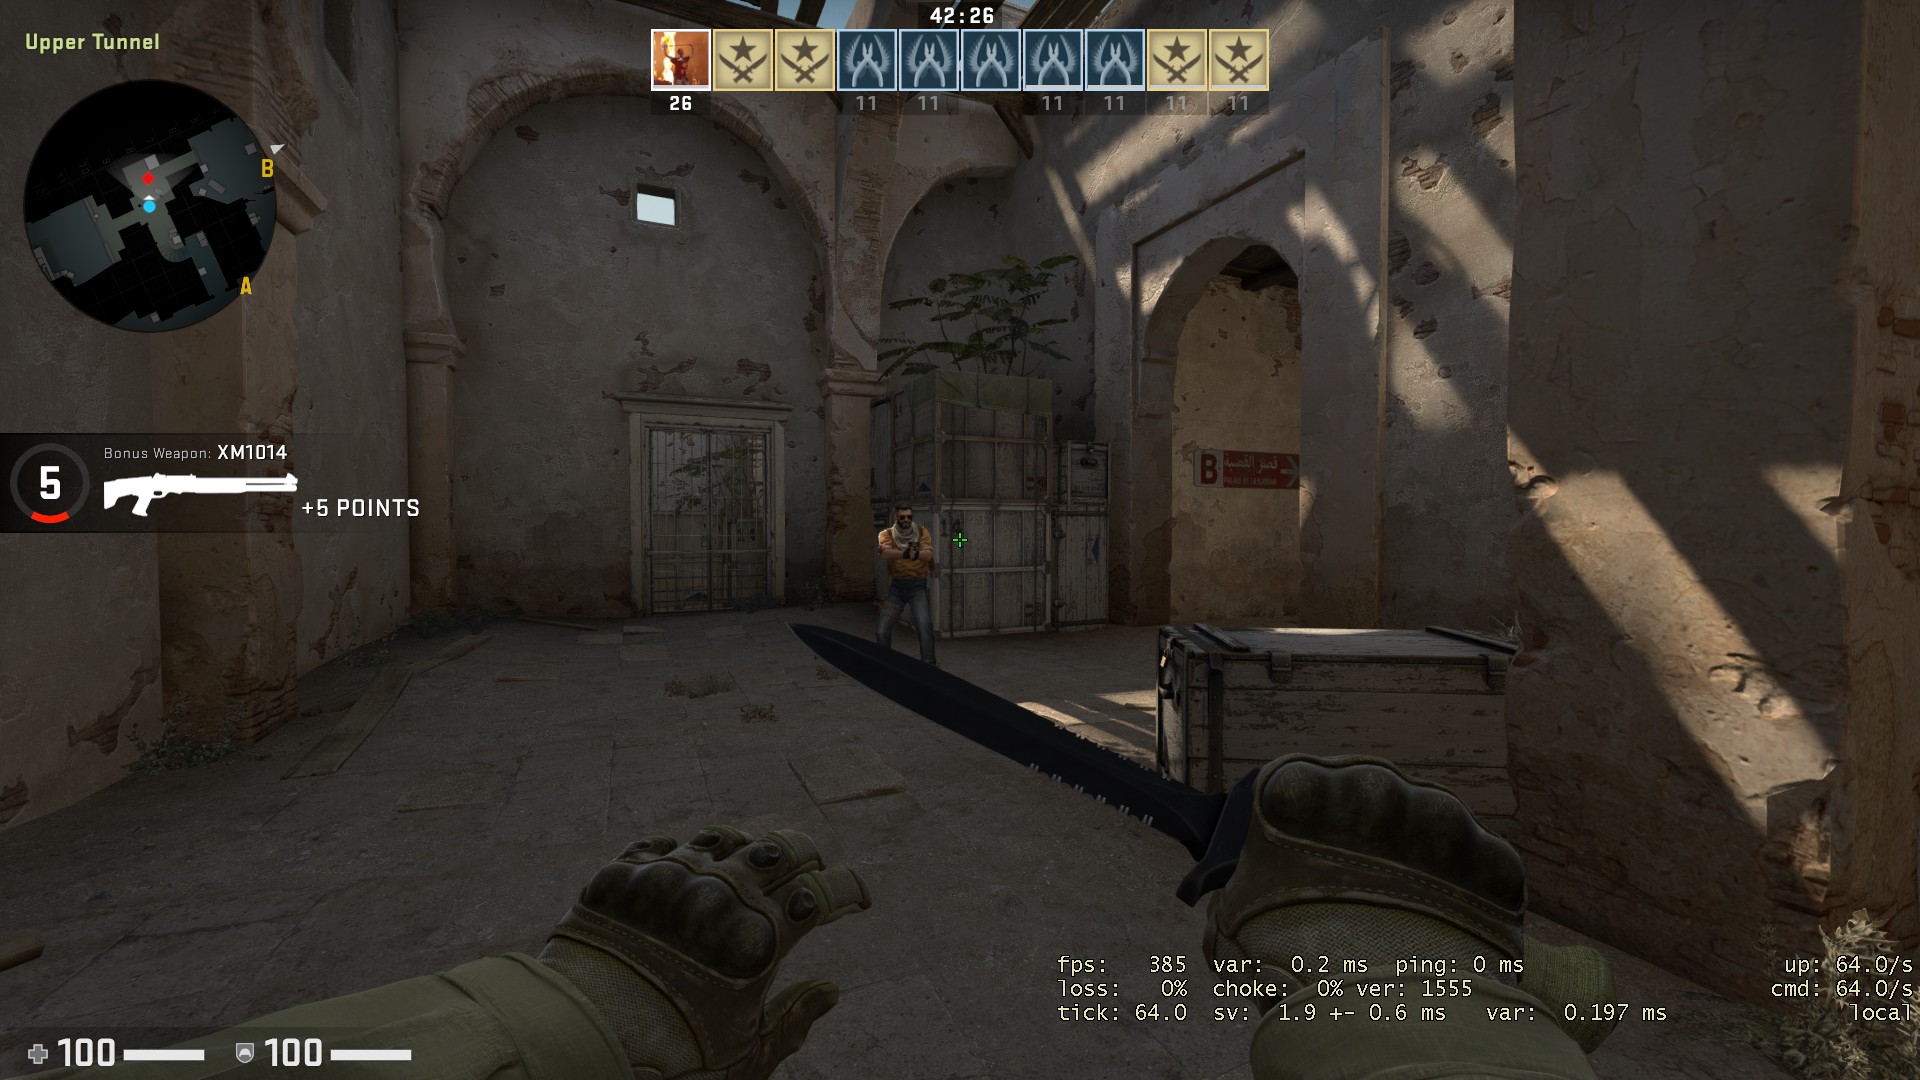 42:26
Upper Tunnel
26 11 11 11 11 11 11
B
A
5
Bonus Weapon: XM1014
+5 POINTS
B قصر القصبة
fps: 385 var: 0.2 ms ping: 0 ms
up: 64.0/s
loss: 0% choke: 0% ver: 1555
cmd: 64.0/s
tick: 64.0 sv: 1.9 +- 0.6 ms var: 0.197 ms
local
100 100